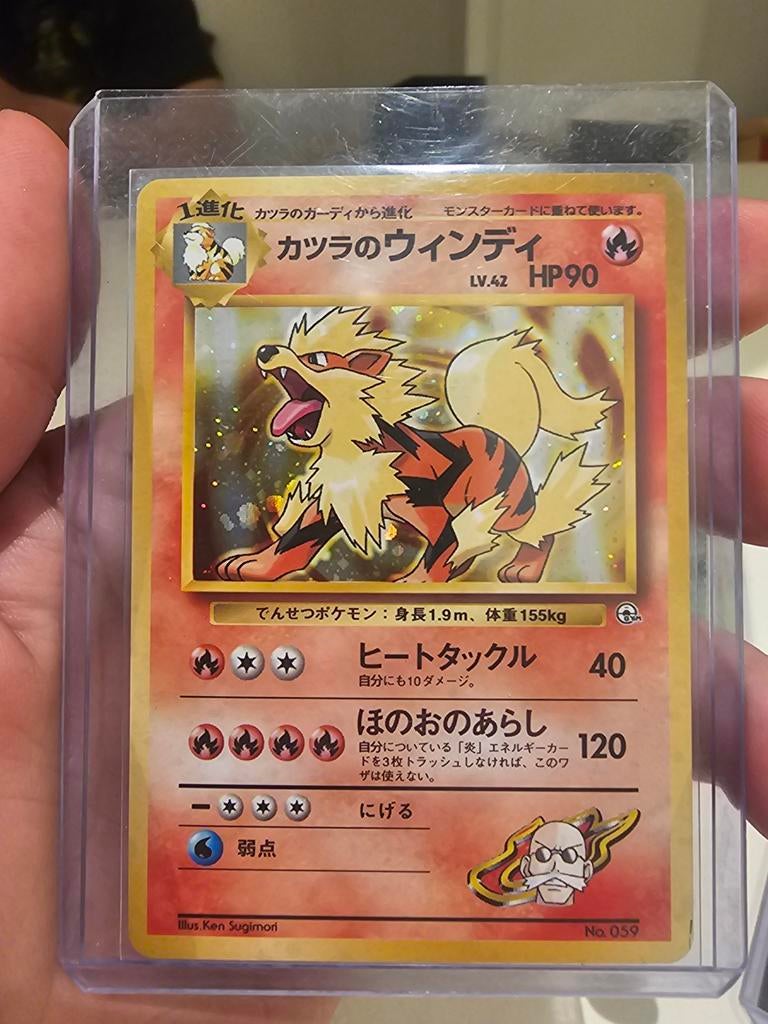 1進化 カツラのガーディから進化 モンスターカードに重ねて使います。
カツラのウィンディ
LV.42 HP90
でんせつポケモン：身長1.9m、体重155kg
GYM
ヒートタックル 40
自分にも10ダメージ。
ほのおのあらし 120
自分についている「炎」エネルギーカー
ドを3枚トラッシュしなければ、このワ
ザは使えない。
ー にげる
弱点
Illus.Ken Sugimori No. 059